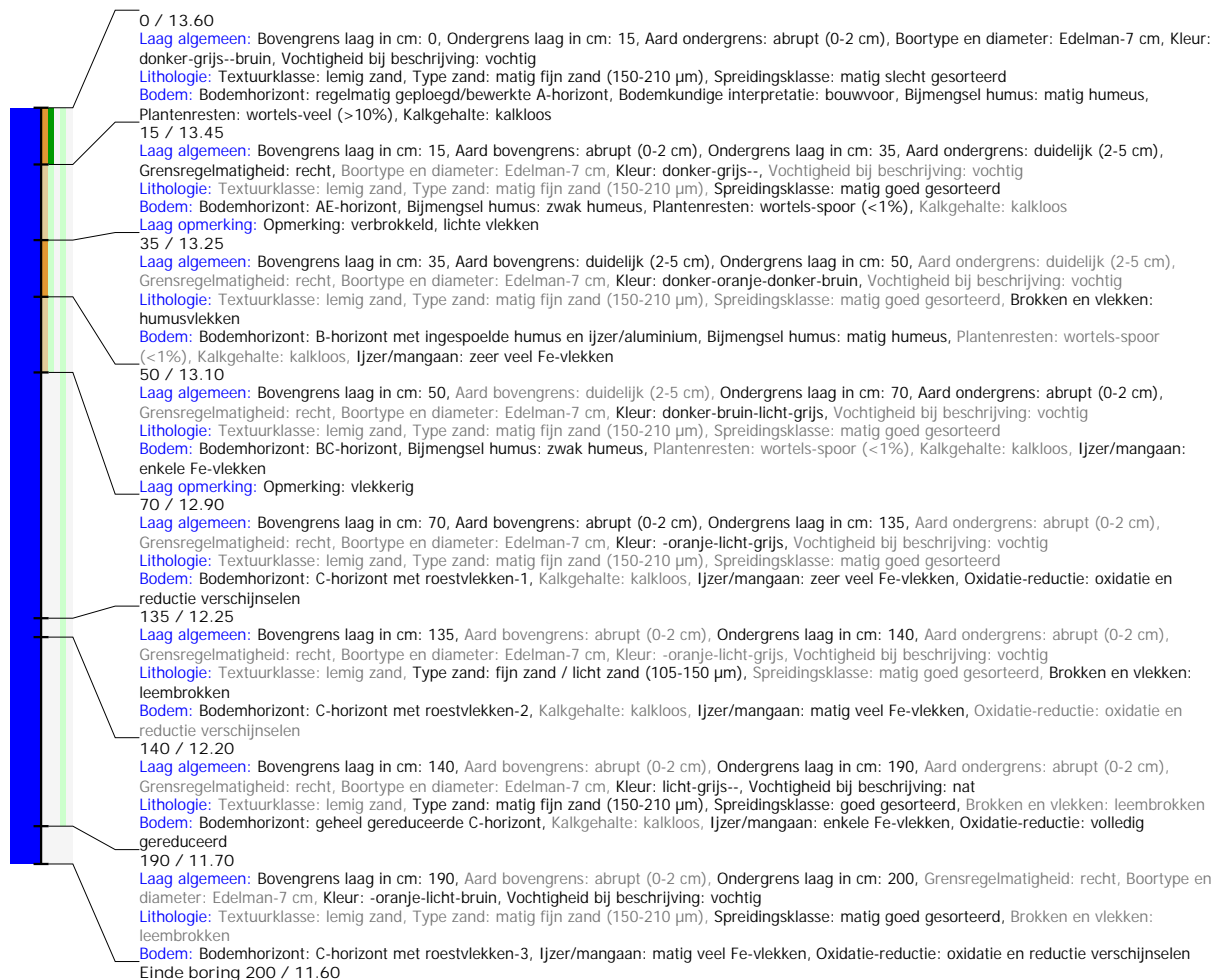 0 / 13.60
Laag algemeen: Bovengrens laag in cm: 0, Ondergrens laag in cm: 15, Aard ondergrens: abrupt (0-2 cm), Boortype en diameter: Edelman-7 cm, Kleur:
donker-grijs--bruin, Vochtigheid bij beschrijving: vochtig
Lithologie: Textuurklasse: lemig zand, Type zand: matig fijn zand (150-210 µm), Spreidingsklasse: matig slecht gesorteerd
Bodem: Bodemhorizont: regelmatig geploegd/bewerkte A-horizont, Bodemkundige interpretatie: bouwvoor, Bijmengsel humus: matig humeus,
Plantenresten: wortels-veel (>10%), Kalkgehalte: kalkloos
15 / 13.45
Laag algemeen: Bovengrens laag in cm: 15, Aard bovengrens: abrupt (0-2 cm), Ondergrens laag in cm: 35, Aard ondergrens: duidelijk (2-5 cm),
Grensregelmatigheid: recht, Boortype en diameter: Edelman-7 cm, Kleur: donker-grijs--, Vochtigheid bij beschrijving: vochtig
Lithologie: Textuurklasse: lemig zand, Type zand: matig fijn zand (150-210 µm), Spreidingsklasse: matig goed gesorteerd
Bodem: Bodemhorizont: AE-horizont, Bijmengsel humus: zwak humeus, Plantenresten: wortels-spoor (<1%), Kalkgehalte: kalkloos
Laag opmerking: Opmerking: verbrokkeld, lichte vlekken
35 / 13.25
Laag algemeen: Bovengrens laag in cm: 35, Aard bovengrens: duidelijk (2-5 cm), Ondergrens laag in cm: 50, Aard ondergrens: duidelijk (2-5 cm),
Grensregelmatigheid: recht, Boortype en diameter: Edelman-7 cm, Kleur: donker-oranje-donker-bruin, Vochtigheid bij beschrijving: vochtig
Lithologie: Textuurklasse: lemig zand, Type zand: matig fijn zand (150-210 µm), Spreidingsklasse: matig goed gesorteerd, Brokken en vlekken:
humusvlekken
Bodem: Bodemhorizont: B-horizont met ingespoelde humus en ijzer/aluminium, Bijmengsel humus: matig humeus, Plantenresten: wortels-spoor
(<1%), Kalkgehalte: kalkloos, Ijzer/mangaan: zeer veel Fe-vlekken
50 / 13.10
Laag algemeen: Bovengrens laag in cm: 50, Aard bovengrens: duidelijk (2-5 cm), Ondergrens laag in cm: 70, Aard ondergrens: abrupt (0-2 cm),
Grensregelmatigheid: recht, Boortype en diameter: Edelman-7 cm, Kleur: donker-bruin-licht-grijs, Vochtigheid bij beschrijving: vochtig
Lithologie: Textuurklasse: lemig zand, Type zand: matig fijn zand (150-210 µm), Spreidingsklasse: matig goed gesorteerd
Bodem: Bodemhorizont: BC-horizont, Bijmengsel humus: zwak humeus, Plantenresten: wortels-spoor (<1%), Kalkgehalte: kalkloos, Ijzer/mangaan:
enkele Fe-vlekken
Laag opmerking: Opmerking: vlekkerig
70 / 12.90
Laag algemeen: Bovengrens laag in cm: 70, Aard bovengrens: abrupt (0-2 cm), Ondergrens laag in cm: 135, Aard ondergrens: abrupt (0-2 cm),
Grensregelmatigheid: recht, Boortype en diameter: Edelman-7 cm, Kleur: -oranje-licht-grijs, Vochtigheid bij beschrijving: vochtig
Lithologie: Textuurklasse: lemig zand, Type zand: matig fijn zand (150-210 µm), Spreidingsklasse: matig goed gesorteerd
Bodem: Bodemhorizont: C-horizont met roestvlekken-1, Kalkgehalte: kalkloos, Ijzer/mangaan: zeer veel Fe-vlekken, Oxidatie-reductie: oxidatie en
reductie verschijnselen
135 / 12.25
Laag algemeen: Bovengrens laag in cm: 135, Aard bovengrens: abrupt (0-2 cm), Ondergrens laag in cm: 140, Aard ondergrens: abrupt (0-2 cm),
Grensregelmatigheid: recht, Boortype en diameter: Edelman-7 cm, Kleur: -oranje-licht-grijs, Vochtigheid bij beschrijving: vochtig
Lithologie: Textuurklasse: lemig zand, Type zand: fijn zand / licht zand (105-150 µm), Spreidingsklasse: matig goed gesorteerd, Brokken en vlekken:
leembrokken
Bodem: Bodemhorizont: C-horizont met roestvlekken-2, Kalkgehalte: kalkloos, Ijzer/mangaan: matig veel Fe-vlekken, Oxidatie-reductie: oxidatie en
reductie verschijnselen
140 / 12.20
Laag algemeen: Bovengrens laag in cm: 140, Aard bovengrens: abrupt (0-2 cm), Ondergrens laag in cm: 190, Aard ondergrens: abrupt (0-2 cm),
Grensregelmatigheid: recht, Boortype en diameter: Edelman-7 cm, Kleur: licht-grijs--, Vochtigheid bij beschrijving: nat
Lithologie: Textuurklasse: lemig zand, Type zand: matig fijn zand (150-210 µm), Spreidingsklasse: goed gesorteerd, Brokken en vlekken: leembrokken
Bodem: Bodemhorizont: geheel gereduceerde C-horizont, Kalkgehalte: kalkloos, Ijzer/mangaan: enkele Fe-vlekken, Oxidatie-reductie: volledig
gereduceerd
190 / 11.70
Laag algemeen: Bovengrens laag in cm: 190, Aard bovengrens: abrupt (0-2 cm), Ondergrens laag in cm: 200, Grensregelmatigheid: recht, Boortype en
diameter: Edelman-7 cm, Kleur: -oranje-licht-bruin, Vochtigheid bij beschrijving: vochtig
Lithologie: Textuurklasse: lemig zand, Type zand: matig fijn zand (150-210 µm), Spreidingsklasse: matig goed gesorteerd, Brokken en vlekken:
leembrokken
Bodem: Bodemhorizont: C-horizont met roestvlekken-3, Ijzer/mangaan: matig veel Fe-vlekken, Oxidatie-reductie: oxidatie en reductie verschijnselen
Einde boring 200 / 11.60